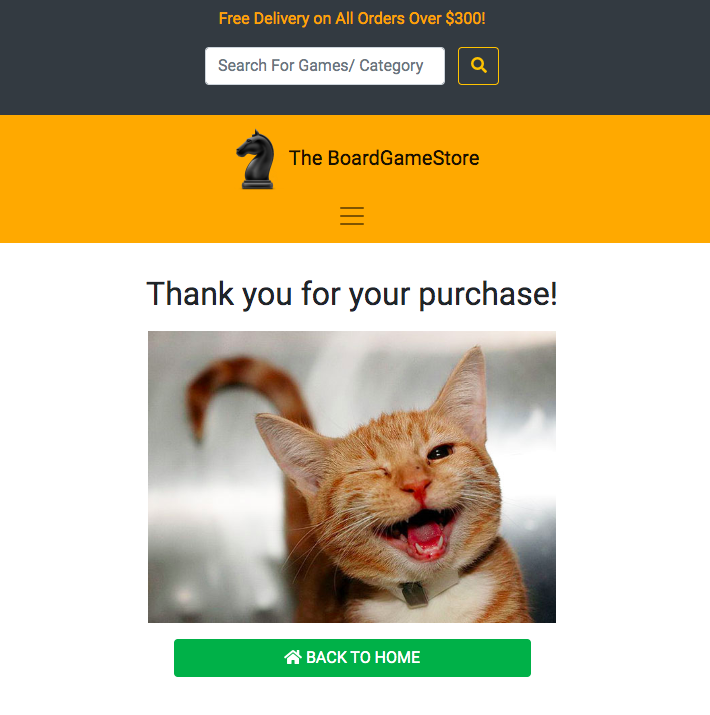 Free Delivery on All Orders Over $300!
Search For Games/ Category
The BoardGameStore
Thank you for your purchase!
BACK TO HOME